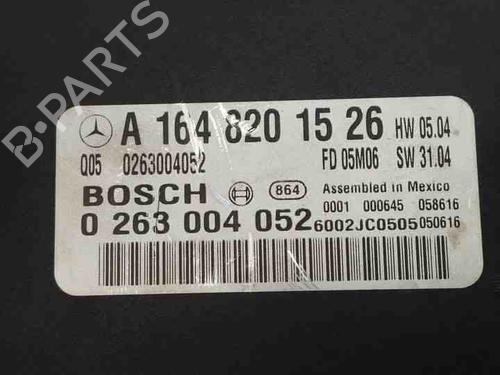 B-PARTS
A 164 820 15 26 HW 05.04
Q05 0263004052 FD 05M06 SW 31.04
BOSCH 864 Assembled in Mexico
0001 000645 058616
0 263 004 052 6002JC0505 050616